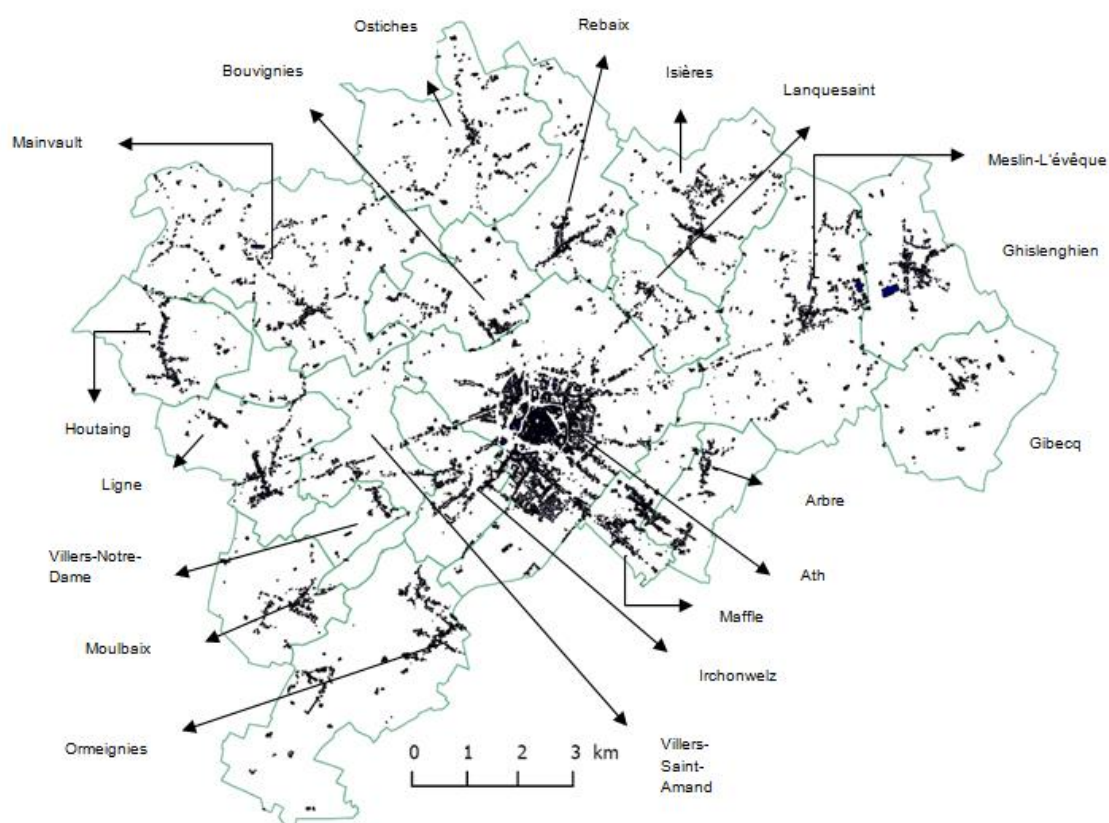 Ostiches
Rebaix
Bouvignies
Isières
Lanquesaint
Mainvault
Meslin-L'évêque
Ghislenghien
Houtaing
Gibecq
Ligne
Arbre
Villers-Notre-
Dame
Ath
Maffle
Moulbaix
Irchonwelz
Ormeignies
Villers-
Saint-
Amand
0 1 2 3 km